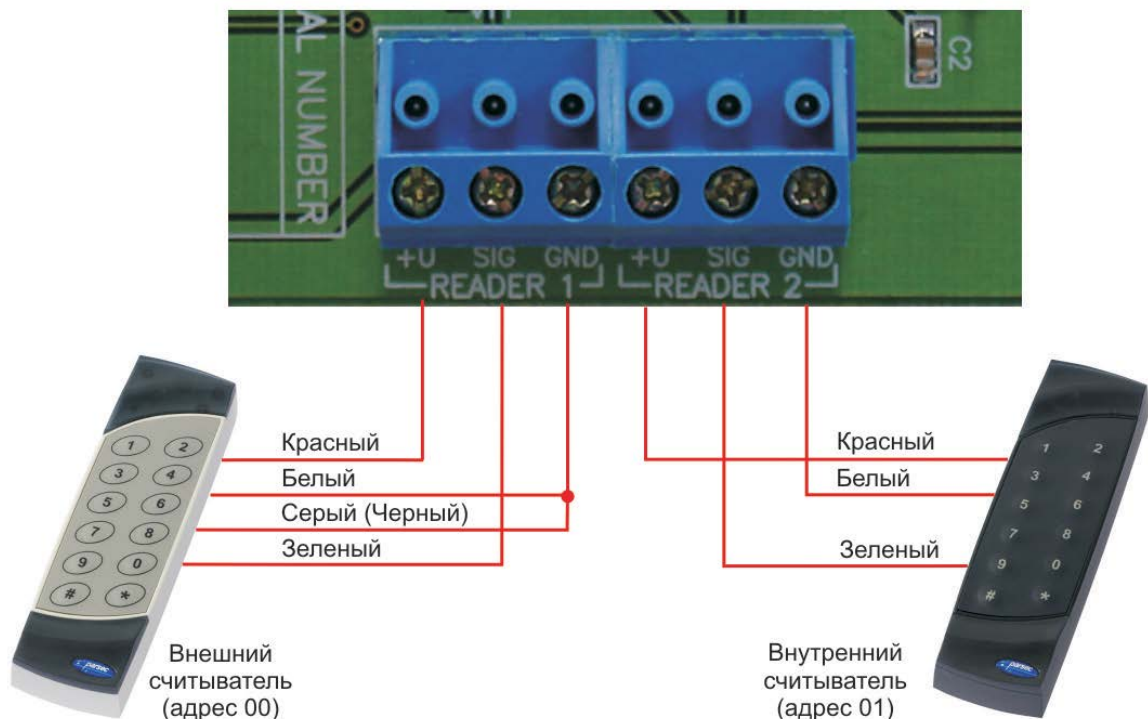 AL NUMBER
C2
+U SIG GND +U SIG GND
READER 1 READER 2
1 2
3 4
5 6
7 8
9 0
# *
parsec
Красный
Белый
Серый (Черный)
Зеленый
Внешний
считыватель
(адрес 00)
Красный
Белый
Зеленый
1 2
3 4
5 6
7 8
9 0
# *
parsec
Внутренний
считыватель
(адрес 01)